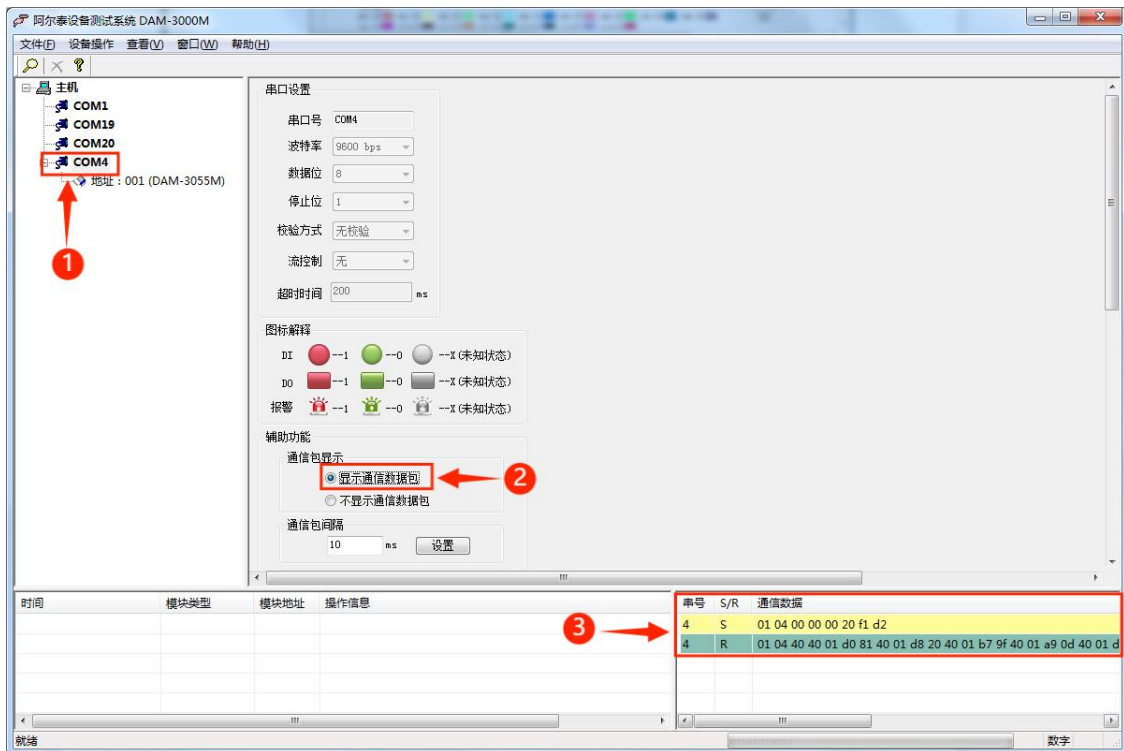 阿尔泰设备测试系统 DAM-3000M
文件(F) 设备操作 查看(V) 窗口(W) 帮助(H)
主机
COM1
COM19
COM20
COM4
地址：001 (DAM-3055M)
1
串口设置
串口号 COM4
波特率 9600 bps
数据位 8
停止位 1
校验方式 无校验
流控制 无
超时时间 200 ms
图标解释
DI --1 --0 --X(未知状态)
DO --1 --0 --X(未知状态)
报警 --1 --0 --X(未知状态)
辅助功能
通信包显示
显示通信数据包
2
不显示通信数据包
通信包间隔
10 ms 设置
时间 模块类型 模块地址 操作信息
3
串号 S/R 通信数据
4 S 01 04 00 00 00 20 f1 d2
4 R 01 04 40 40 01 d0 81 40 01 d8 20 40 01 b7 9f 40 01 a9 0d 40 01 d
就绪
数字